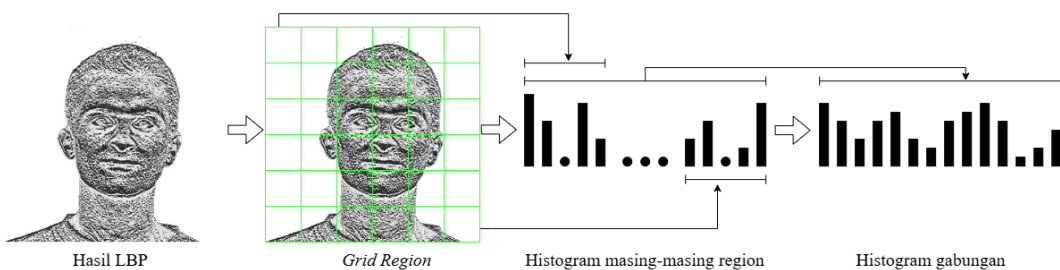 Hasil LBP
Grid Region
Histogram masing-masing region
Histogram gabungan